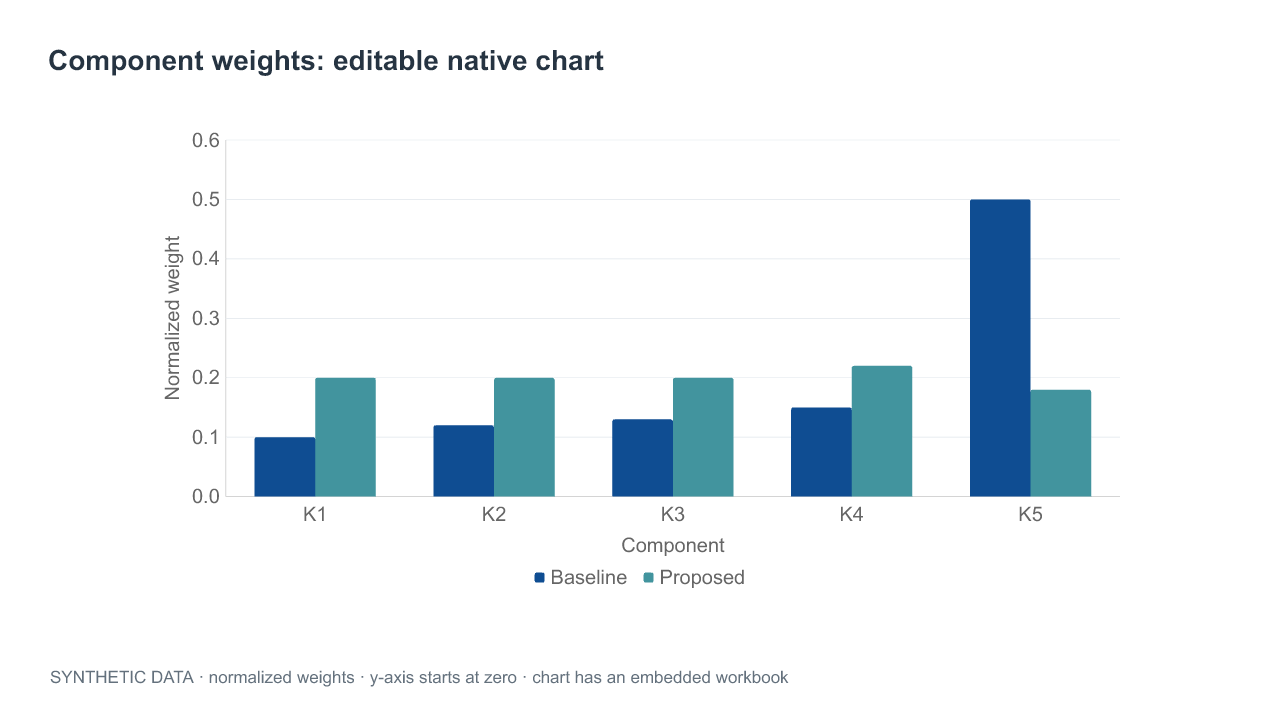 Component weights: editable native chart
0.6
0.5
0.4
0.3
0.2
0.1
0.0
Normalized weight
K1 K2 K3 K4 K5
Component
Baseline Proposed
SYNTHETIC DATA · normalized weights · y-axis starts at zero · chart has an embedded workbook